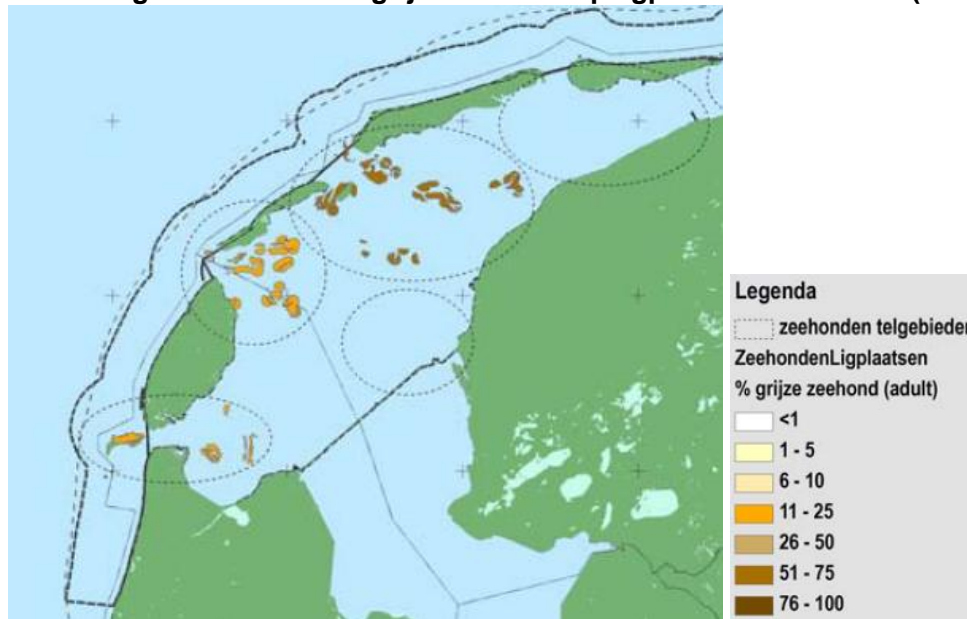 Legenda
zeehonden telgebieden
ZeehondenLigplaatsen
% grijze zeehond (adult)
<1
1 - 5
6 - 10
11 - 25
26 - 50
51 - 75
76 - 100